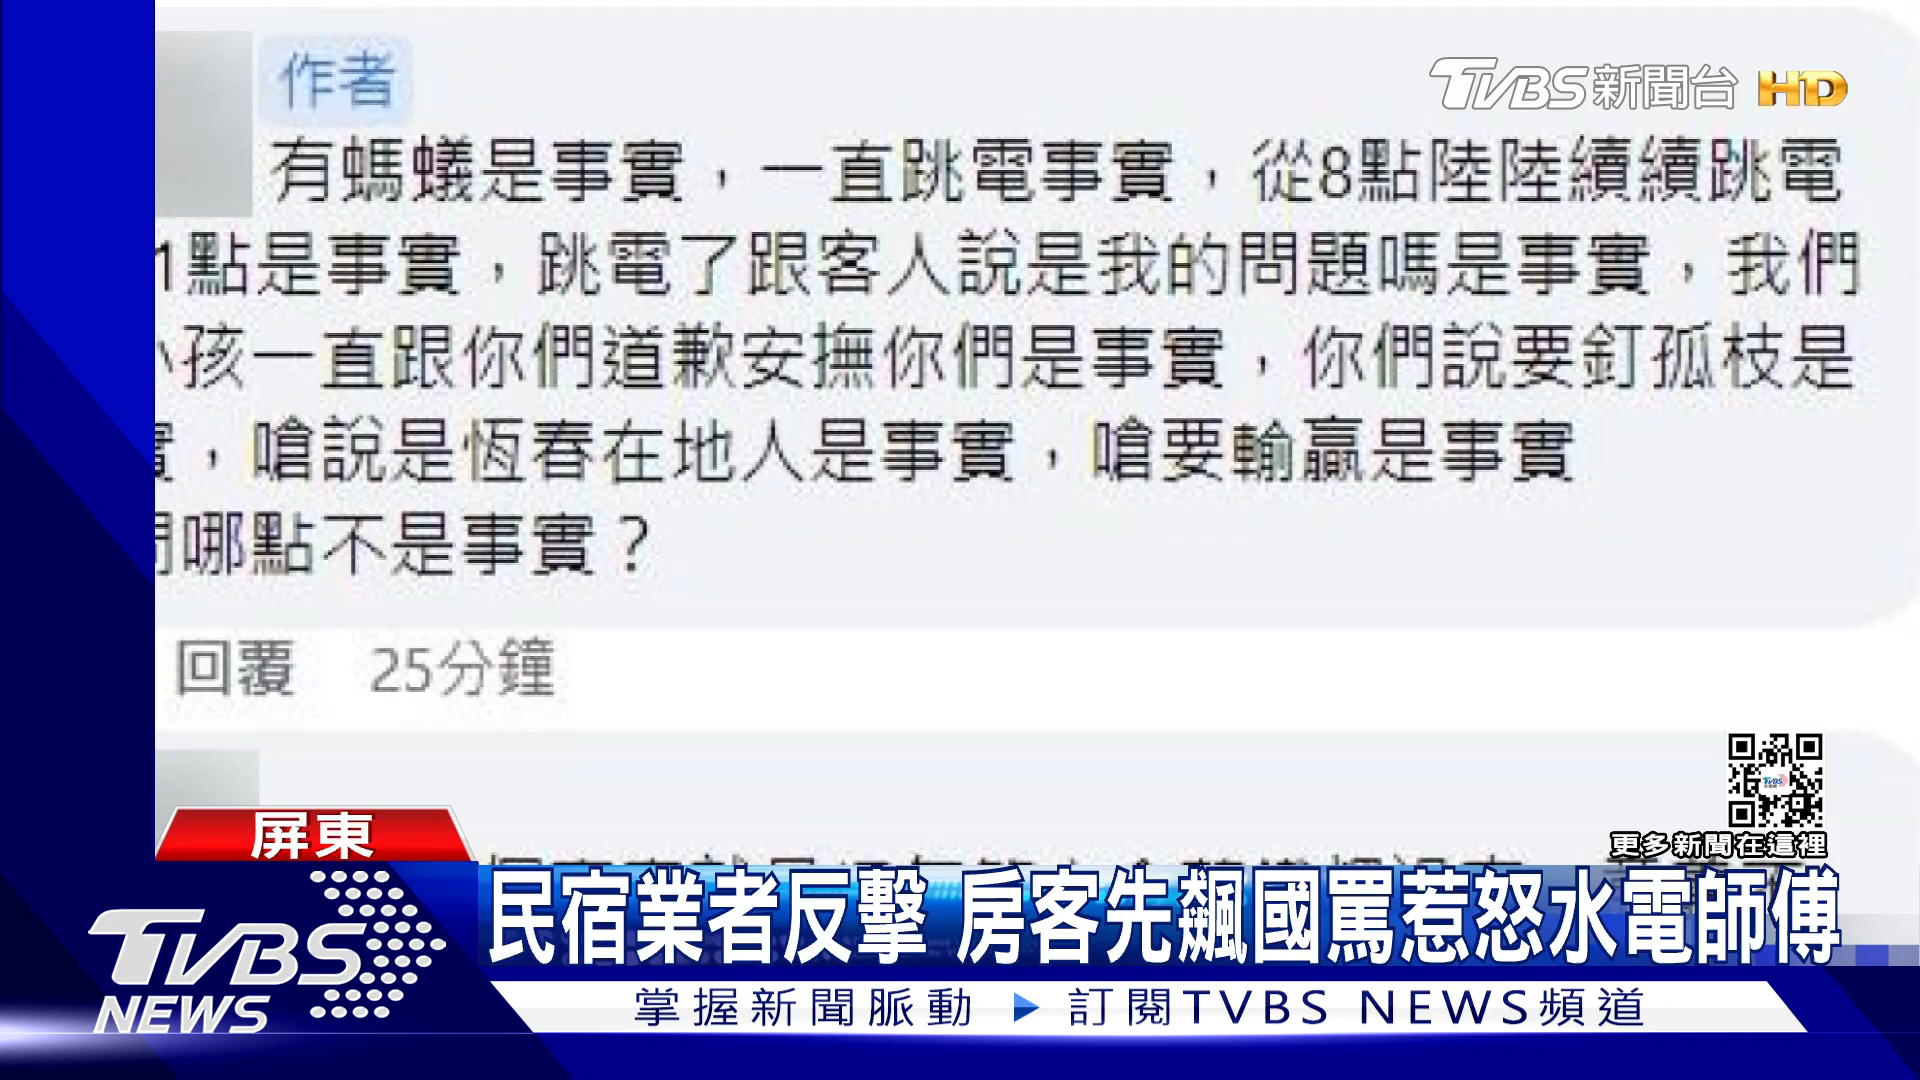 作者
TVBS新聞台 HD
有螞蟻是事實，一直跳電事實，從8點陸陸續續跳電
1點是事實，跳電了跟客人說是我的問題嗎是事實，我們
小孩一直跟你們道歉安撫你們是事實，你們說要釘孤枝是
實，嗆說是恆春在地人是事實，嗆要輸贏是事實
哪點不是事實？
回覆 25分鐘
更多新聞在這裡
屏東
民宿業者反擊 房客先飆國罵惹怒水電師傅
TVBS
NEWS
掌握新聞脈動 ▶ 訂閱TVBS NEWS頻道